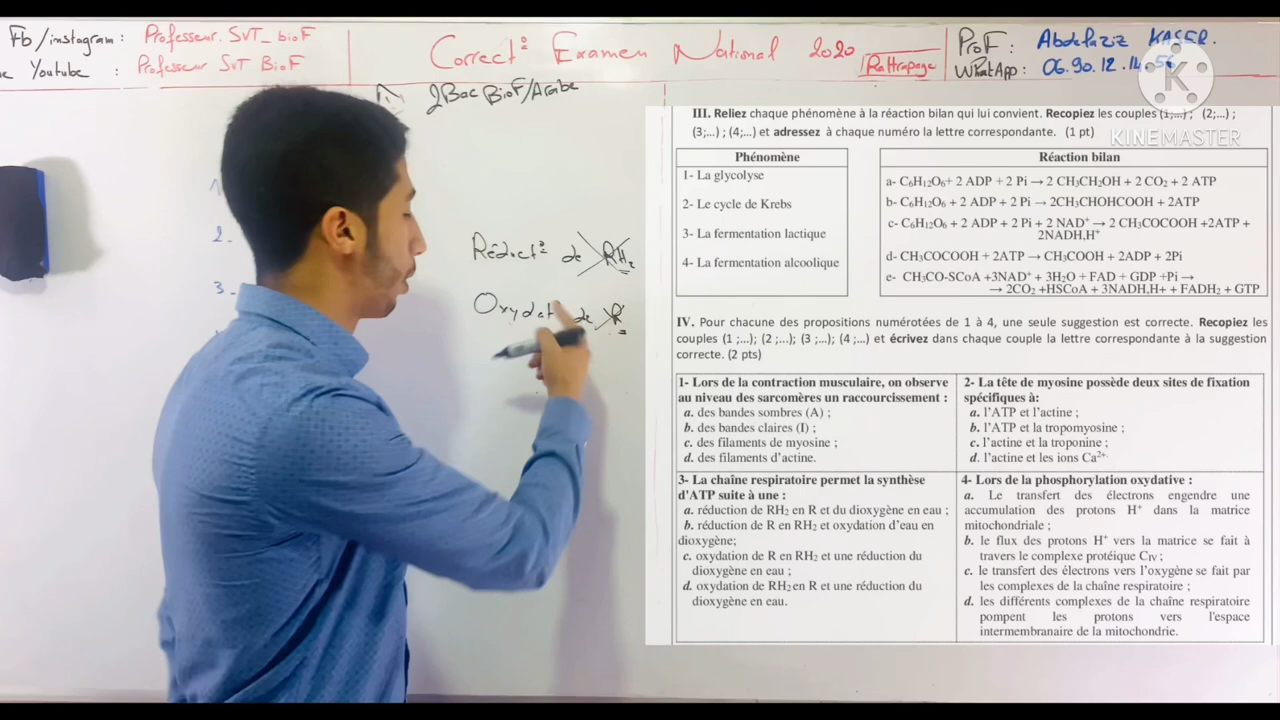 Fb/instagram : Professeur.SVT_bioF
Youtube : Professeur SVT BioF
Correct° Examen National 2020
Rattrapage
Prof : Abdelaziz KASER.
WhatApp : 06.90.12.14.56
KINEMASTER
2Bac BioF/Arabe
1
2.
3.
Réduct° de RH₂
Oxydat de R
III. Reliez chaque phénomène à la réaction bilan qui lui convient. Recopiez les couples (1;...) ; (2;...) ;
(3;...) ; (4;...) et adressez à chaque numéro la lettre correspondante. (1 pt)
Phénomène
1- La glycolyse
2- Le cycle de Krebs
3- La fermentation lactique
4- La fermentation alcoolique
Réaction bilan
a- C₆H₁₂O₆+ 2 ADP + 2 Pi → 2 CH₃CH₂OH + 2 CO₂ + 2 ATP
b- C₆H₁₂O₆ + 2 ADP + 2 Pi → 2CH₃CHOHCOOH + 2ATP
c- C₆H₁₂O₆ + 2 ADP + 2 Pi + 2 NAD⁺ → 2 CH₃COCOOH +2ATP +
2NADH,H⁺
d- CH₃COCOOH + 2ATP → CH₃COOH + 2ADP + 2Pi
e- CH₃CO-SCoA +3NAD⁺ + 3H₂O + FAD + GDP +Pi →
→ 2CO₂ +HSCoA + 3NADH,H+ + FADH₂ + GTP
IV. Pour chacune des propositions numérotées de 1 à 4, une seule suggestion est correcte. Recopiez les
couples (1 ;...); (2 ;...); (3 ;...); (4 ;...) et écrivez dans chaque couple la lettre correspondante à la suggestion
correcte. (2 pts)
1- Lors de la contraction musculaire, on observe
au niveau des sarcomères un raccourcissement :
a. des bandes sombres (A) ;
b. des bandes claires (I) ;
c. des filaments de myosine ;
d. des filaments d'actine.
2- La tête de myosine possède deux sites de fixation
spécifiques à:
a. l'ATP et l'actine ;
b. l'ATP et la tropomyosine ;
c. l'actine et la troponine ;
d. l'actine et les ions Ca²⁺.
3- La chaîne respiratoire permet la synthèse
d'ATP suite à une :
a. réduction de RH₂ en R et du dioxygène en eau ;
b. réduction de R en RH₂ et oxydation d'eau en
dioxygène;
c. oxydation de R en RH₂ et une réduction du
dioxygène en eau ;
d. oxydation de RH₂ en R et une réduction du
dioxygène en eau.
4- Lors de la phosphorylation oxydative :
a. Le transfert des électrons engendre une
accumulation des protons H⁺ dans la matrice
mitochondriale ;
b. le flux des protons H⁺ vers la matrice se fait à
travers le complexe protéique CIV ;
c. le transfert des électrons vers l'oxygène se fait par
les complexes de la chaîne respiratoire ;
d. les différents complexes de la chaîne respiratoire
pompent les protons vers l'espace
intermembranaire de la mitochondrie.